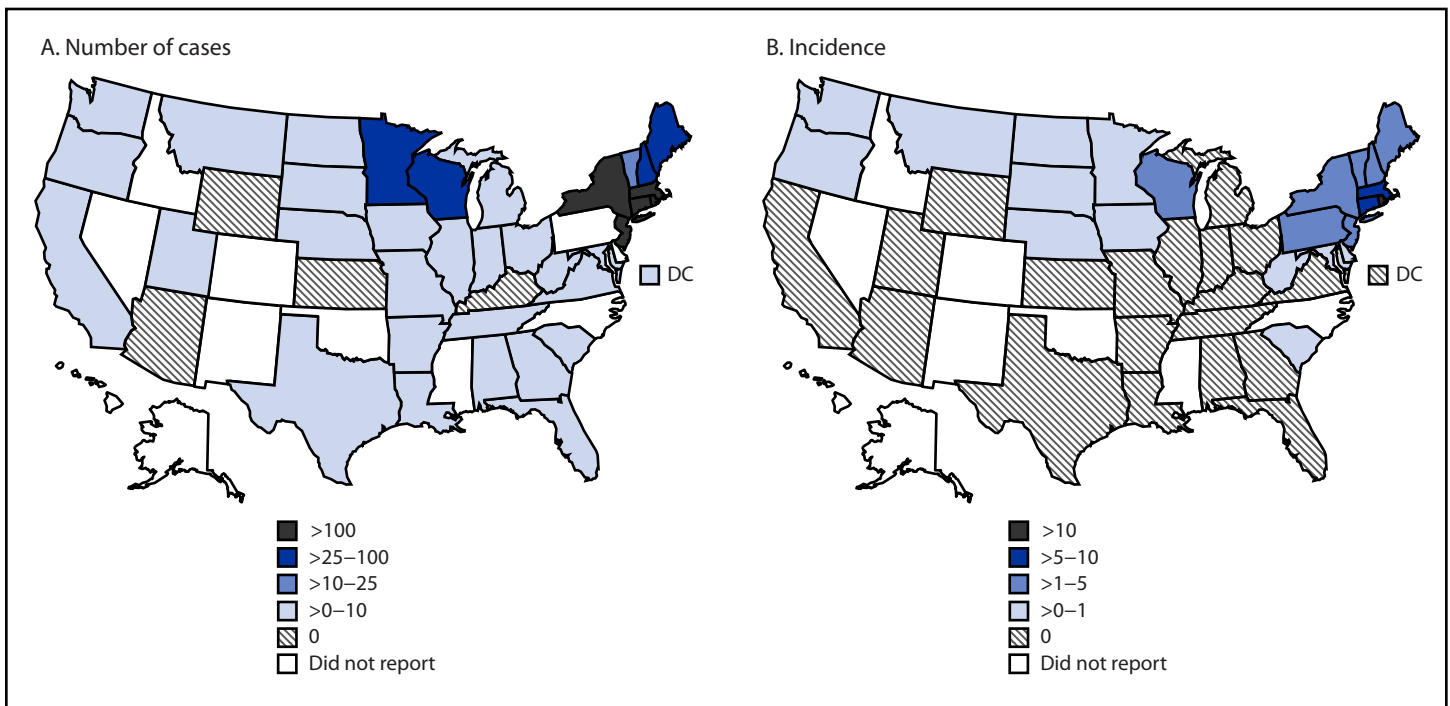 A. Number of cases
DC
>100
>25–100
>10–25
>0–10
0
Did not report
B. Incidence
DC
>10
>5–10
>1–5
>0–1
0
Did not report